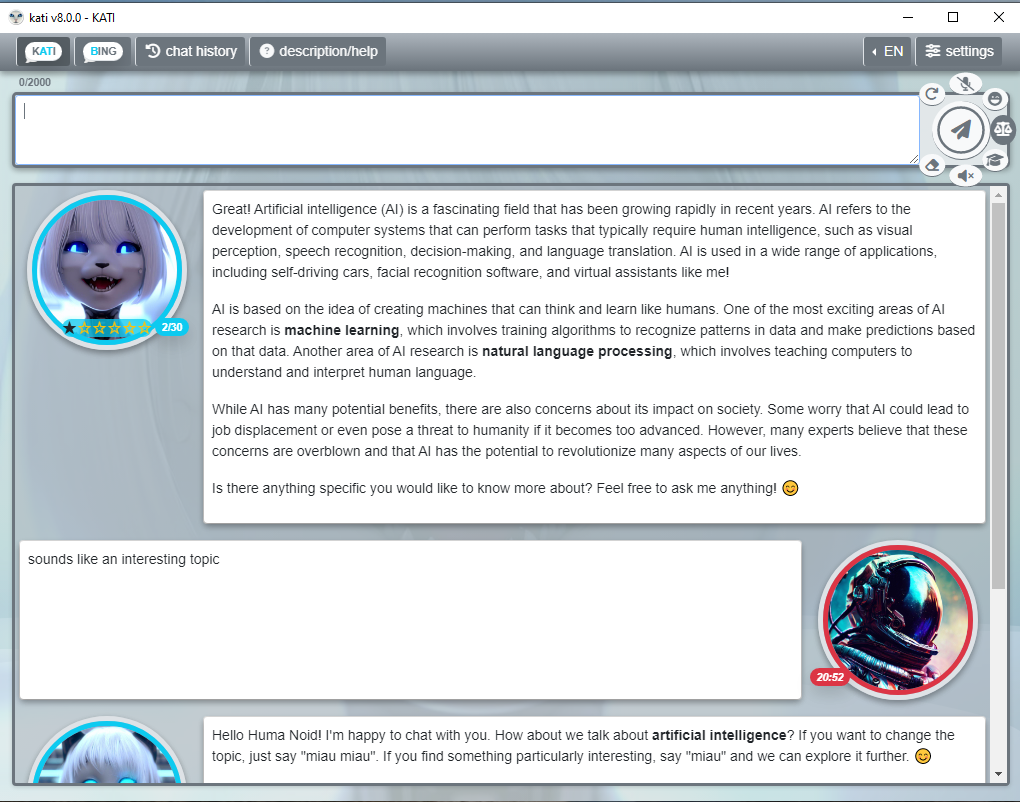 kati v8.0.0 - KATI
KATI
BING
chat history
description/help
EN
settings
0/2000
Great! Artificial intelligence (AI) is a fascinating field that has been growing rapidly in recent years. AI refers to the
development of computer systems that can perform tasks that typically require human intelligence, such as visual
perception, speech recognition, decision-making, and language translation. AI is used in a wide range of applications,
including self-driving cars, facial recognition software, and virtual assistants like me!
2/30
AI is based on the idea of creating machines that can think and learn like humans. One of the most exciting areas of AI
research is machine learning, which involves training algorithms to recognize patterns in data and make predictions based
on that data. Another area of AI research is natural language processing, which involves teaching computers to
understand and interpret human language.
While AI has many potential benefits, there are also concerns about its impact on society. Some worry that AI could lead to
job displacement or even pose a threat to humanity if it becomes too advanced. However, many experts believe that these
concerns are overblown and that AI has the potential to revolutionize many aspects of our lives.
Is there anything specific you would like to know more about? Feel free to ask me anything! 😊
sounds like an interesting topic
20:52
Hello Huma Noid! I'm happy to chat with you. How about we talk about artificial intelligence? If you want to change the
topic, just say "miau miau". If you find something particularly interesting, say "miau" and we can explore it further. 😊